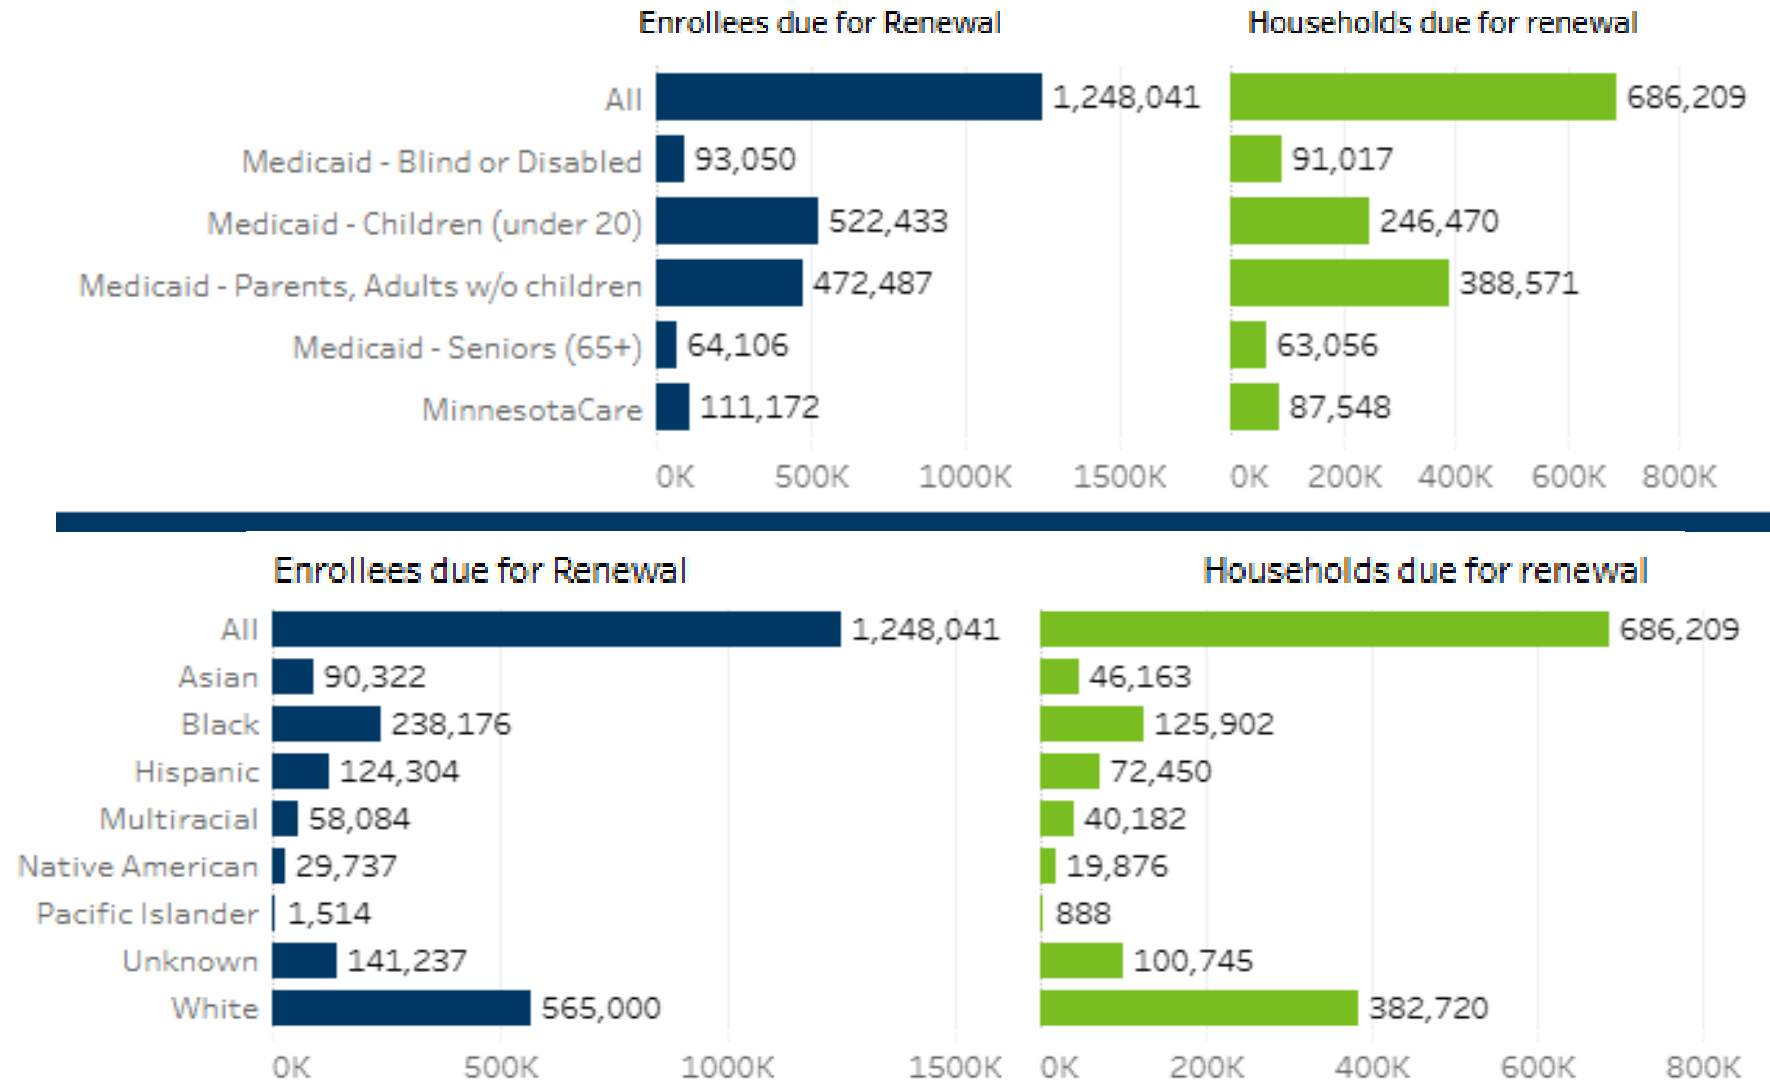 Enrollees due for Renewal Households due for renewal
All 1,248,041 686,209
Medicaid - Blind or Disabled 93,050 91,017
Medicaid - Children (under 20) 522,433 246,470
Medicaid - Parents, Adults w/o children 472,487 388,571
Medicaid - Seniors (65+) 64,106 63,056
MinnesotaCare 111,172 87,548
0K 500K 1000K 1500K 0K 200K 400K 600K 800K
Enrollees due for Renewal Households due for renewal
All 1,248,041 686,209
Asian 90,322 46,163
Black 238,176 125,902
Hispanic 124,304 72,450
Multiracial 58,084 40,182
Native American 29,737 19,876
Pacific Islander 1,514 888
Unknown 141,237 100,745
White 565,000 382,720
0K 500K 1000K 1500K 0K 200K 400K 600K 800K